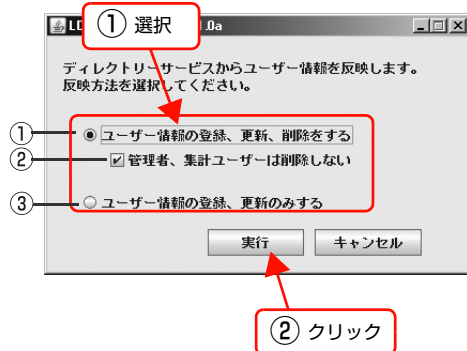 ① 選択
.0a
ディレクトリーサービスからユーザー情報を反映します。
反映方法を選択してください。
① ユーザー情報の登録、更新、削除をする
② 管理者、集計ユーザーは削除しない
③ ユーザー情報の登録、更新のみする
実行 キャンセル
② クリック